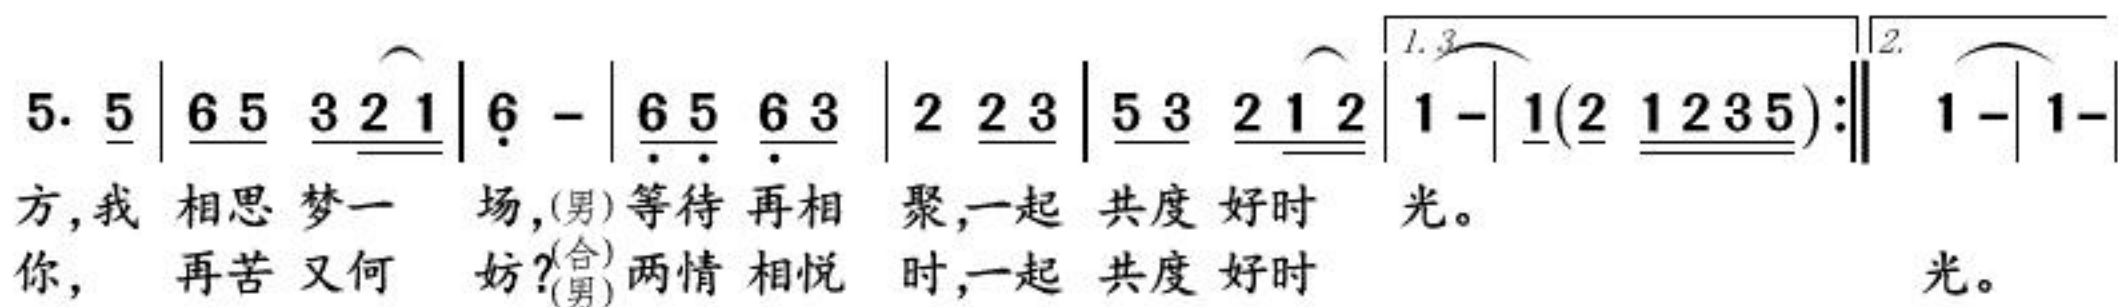 1. 3. 2.
5. 5 | 6 5 3 2 1 | 6 – | 6 5 6 3 | 2 2 3 | 5 3 2 1 2 | 1 – | 1 (2 1 2 3 5) :‖ 1 – | 1 – |
方,我 相思 梦一 场,(男)等待 再相 聚,一起 共度 好时 光。
你, 再苦 又何 妨?(合)(男)两情 相悦 时,一起 共度 好时 光。